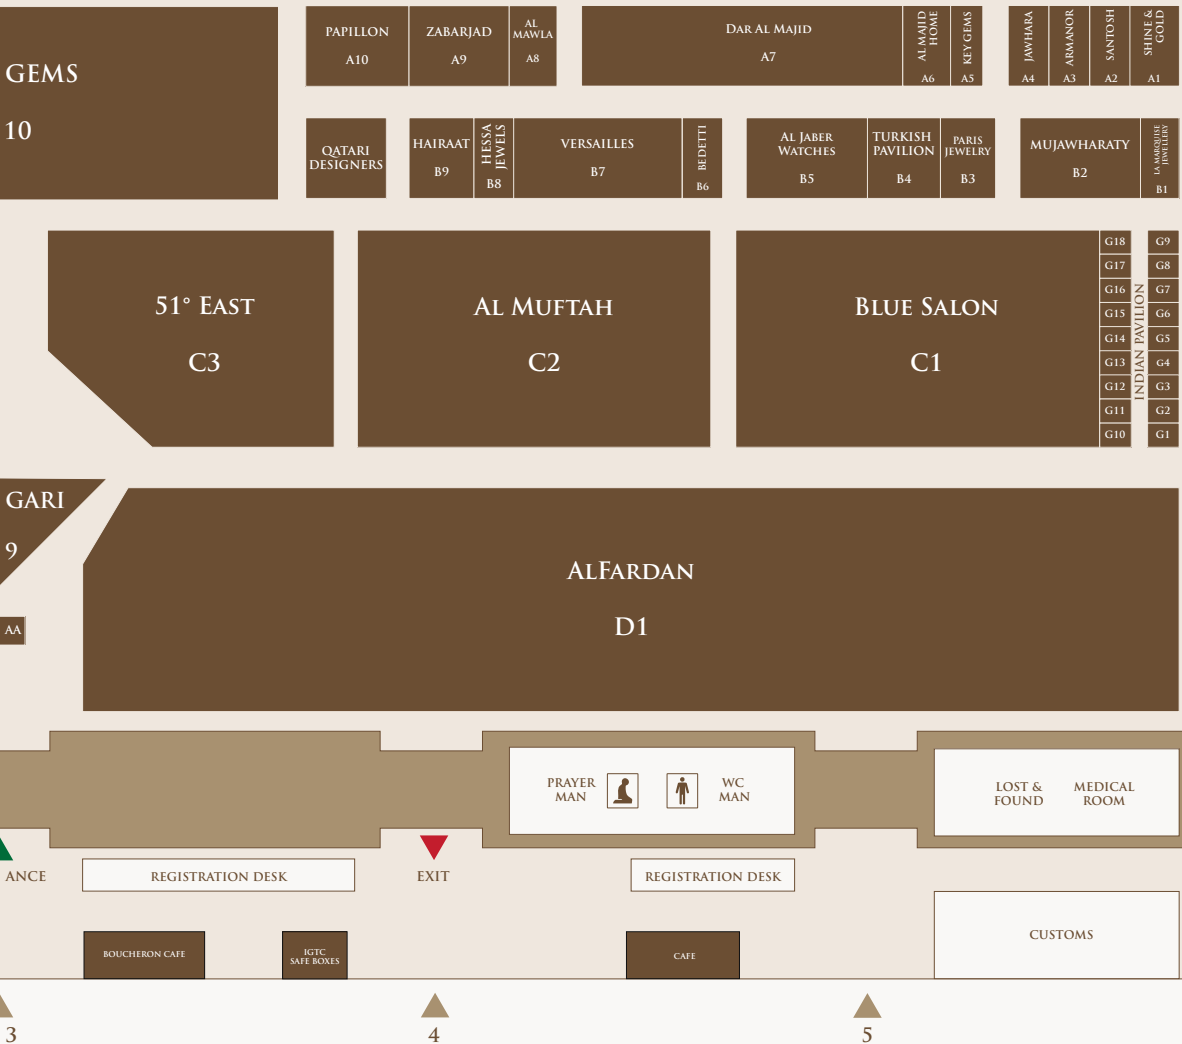 GEMS
10
PAPILLON
A10
ZABARJAD
A9
AL
MAWLA
A8
DAR AL MAJID
A7
AL MAJID
HOME
A6
KEY GEMS
A5
JAWHARA
A4
ARMANOR
A3
SANTOSH
A2
SHINE &
GOLD
A1
QATARI
DESIGNERS
HAIRAAT
B9
HESSA
JEWELS
B8
VERSAILLES
B7
BEDETTI
B6
AL JABER
WATCHES
B5
TURKISH
PAVILION
B4
PARIS
JEWELRY
B3
MUJAWHARATY
B2
LA MARQUISE
JEWELLERY
B1
51° EAST
C3
AL MUFTAH
C2
BLUE SALON
C1
G18
G17
G16
G15
G14
G13
G12
G11
G10
INDIAN PAVILION
G9
G8
G7
G6
G5
G4
G3
G2
G1
GARI
9
AA
ALFARDAN
D1
PRAYER
MAN
WC
MAN
LOST &
FOUND
MEDICAL
ROOM
ANCE
REGISTRATION DESK
EXIT
REGISTRATION DESK
BOUCHERON CAFE
IGTC
SAFE BOXES
CAFE
CUSTOMS
3
4
5